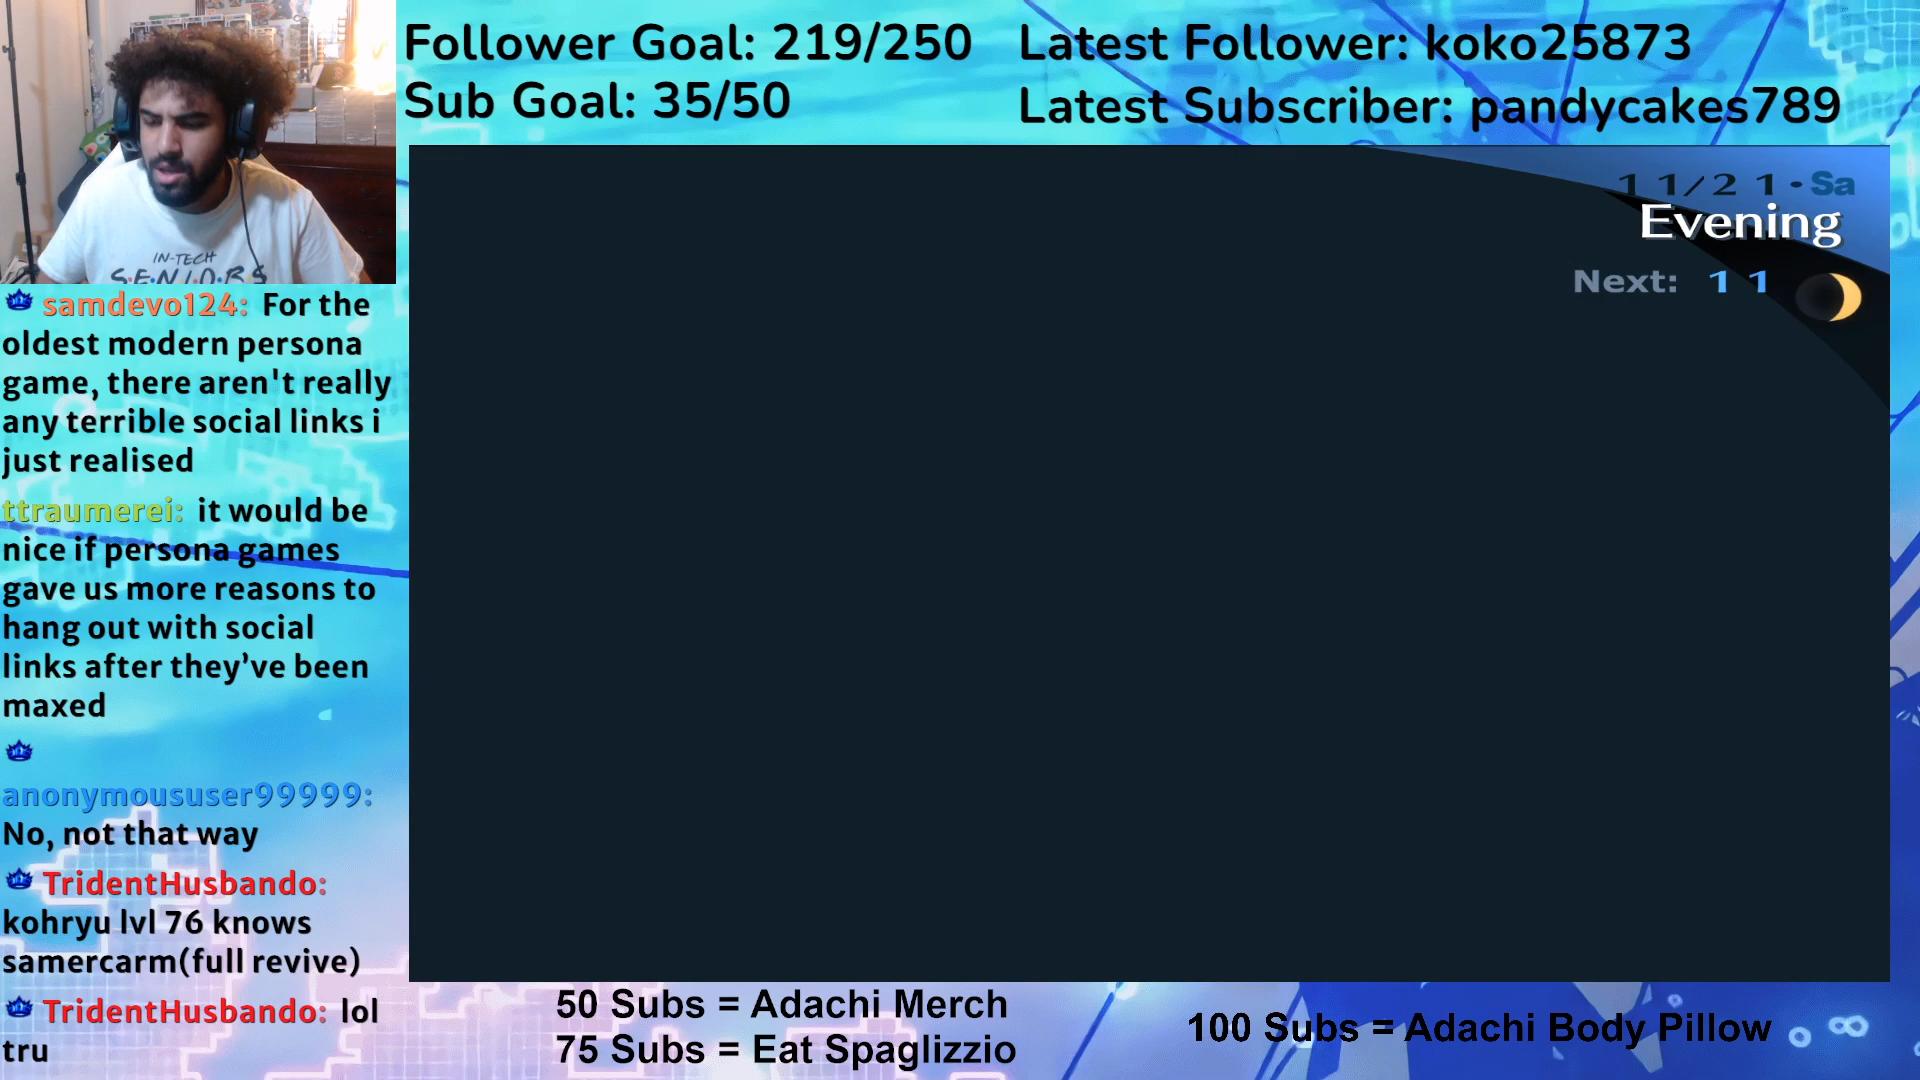 Follower Goal: 219/250
Latest Follower: koko25873
Sub Goal: 35/50
Latest Subscriber: pandycakes789
11/21·Sa
Evening
Next: 11
IN-TECH
S·E·N·I·O·R·S
samdevo124: For the
oldest modern persona
game, there aren't really
any terrible social links i
just realised
ttraumerei: it would be
nice if persona games
gave us more reasons to
hang out with social
links after they’ve been
maxed
anonymoususer99999:
No, not that way
TridentHusbando:
kohryu lvl 76 knows
samercarm(full revive)
TridentHusbando: lol
tru
50 Subs = Adachi Merch
75 Subs = Eat Spaglizzio
100 Subs = Adachi Body Pillow